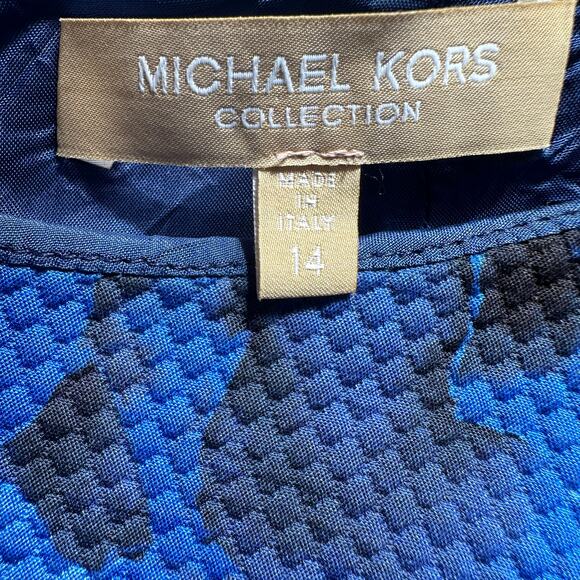 MICHAEL KORS
COLLECTION
MADE
IN
ITALY
14